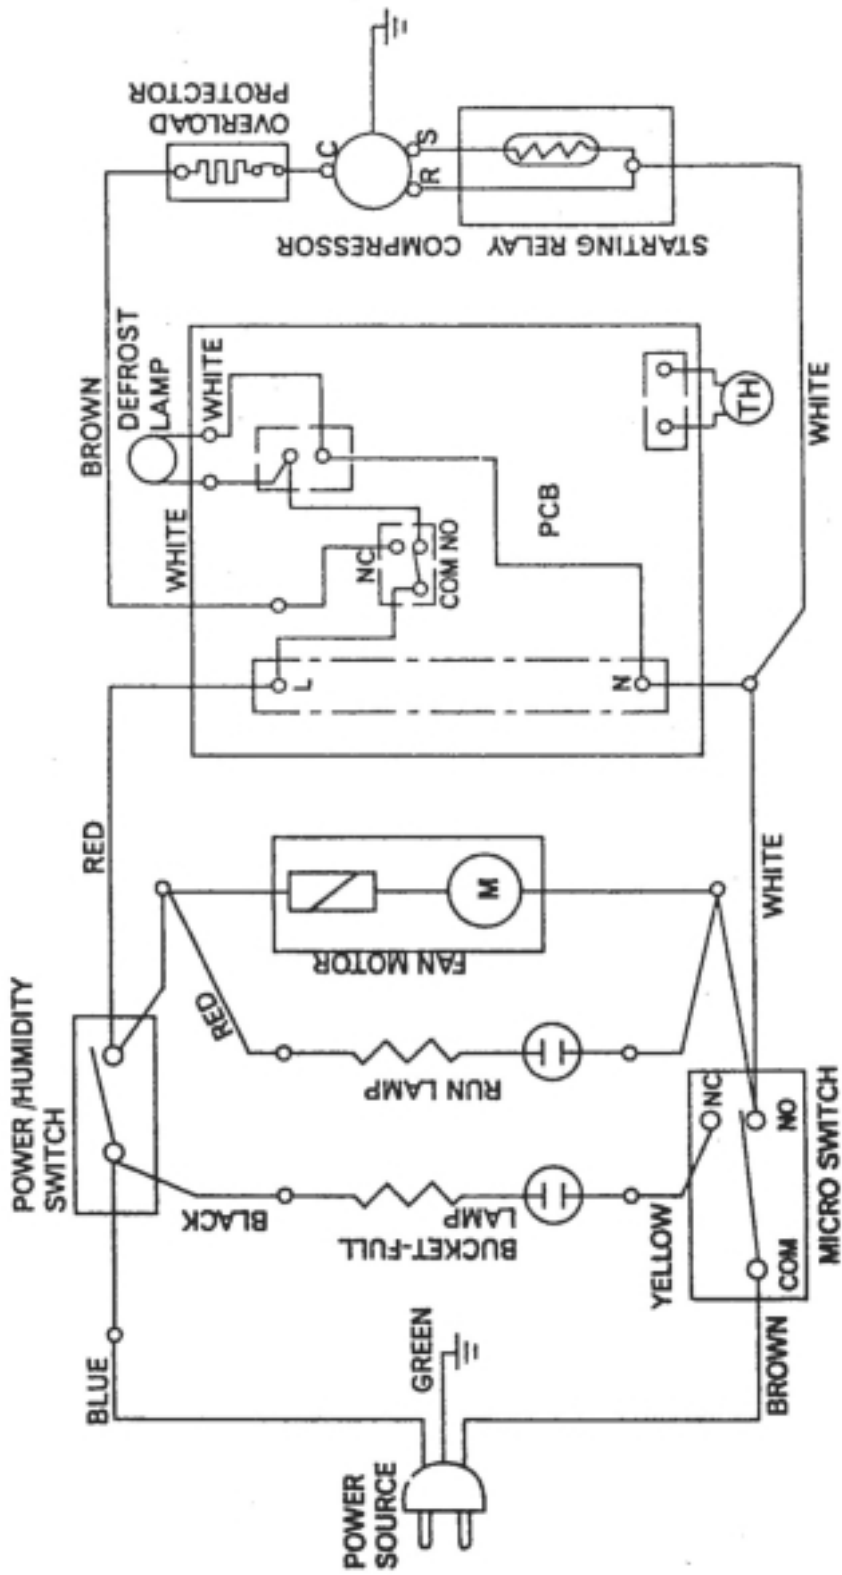 POWER
SOURCE
BLUE
GREEN
BROWN
POWER /HUMIDITY
SWITCH
BLACK
BUCKET-FULL
LAMP
YELLOW
COM
NO
NC
MICRO SWITCH
RED
RUN LAMP
RED
FAN MOTOR
M
WHITE
L
N
PCB
NC
COM NO
WHITE
WHITE
DEFROST
LAMP
BROWN
TH
WHITE
OVERLOAD
PROTECTOR
COMPRESSOR
C
S
R
STARTING RELAY